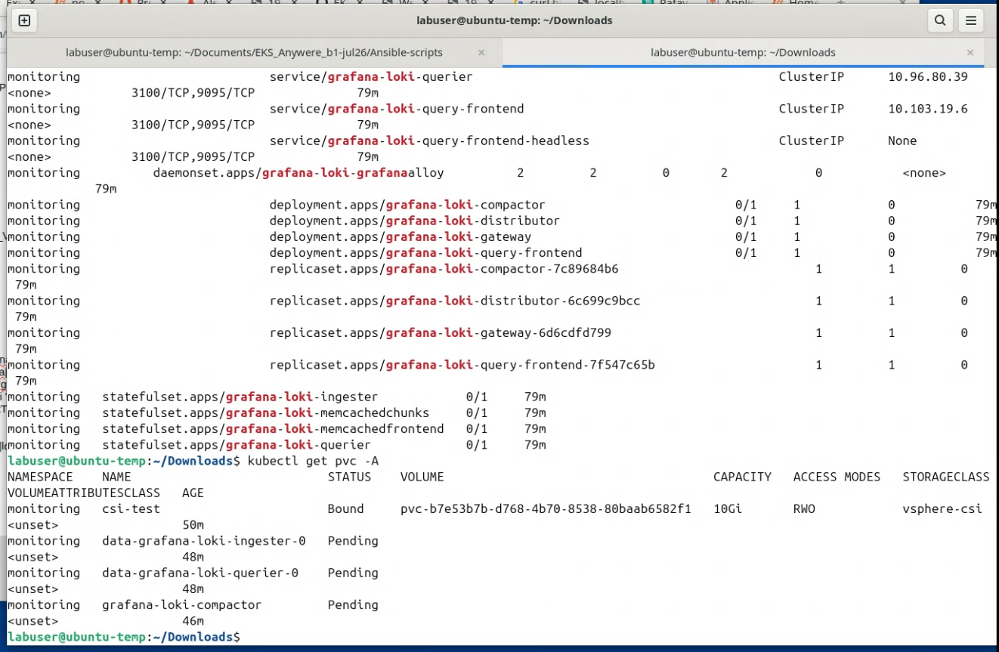 labuser@ubuntu-temp: ~/Downloads
labuser@ubuntu-temp: ~/Documents/EKS_Anywere_b1-jul26/Ansible-scripts × labuser@ubuntu-temp: ~/Downloads ×
monitoring service/grafana-loki-querier ClusterIP 10.96.80.39
<none> 3100/TCP,9095/TCP 79m
monitoring service/grafana-loki-query-frontend ClusterIP 10.103.19.6
<none> 3100/TCP,9095/TCP 79m
monitoring service/grafana-loki-query-frontend-headless ClusterIP None
<none> 3100/TCP,9095/TCP 79m
monitoring daemonset.apps/grafana-loki-grafanaalloy 2 2 0 2 0 <none>
79m
monitoring deployment.apps/grafana-loki-compactor 0/1 1 0 79m
monitoring deployment.apps/grafana-loki-distributor 0/1 1 0 79m
monitoring deployment.apps/grafana-loki-gateway 0/1 1 0 79m
monitoring deployment.apps/grafana-loki-query-frontend 0/1 1 0 79m
monitoring replicaset.apps/grafana-loki-compactor-7c89684b6 1 1 0
79m
monitoring replicaset.apps/grafana-loki-distributor-6c699c9bcc 1 1 0
79m
monitoring replicaset.apps/grafana-loki-gateway-6d6cdfd799 1 1 0
79m
monitoring replicaset.apps/grafana-loki-query-frontend-7f547c65b 1 1 0
79m
monitoring statefulset.apps/grafana-loki-ingester 0/1 79m
monitoring statefulset.apps/grafana-loki-memcachedchunks 0/1 79m
monitoring statefulset.apps/grafana-loki-memcachedfrontend 0/1 79m
monitoring statefulset.apps/grafana-loki-querier 0/1 79m
labuser@ubuntu-temp:~/Downloads$ kubectl get pvc -A
NAMESPACE NAME STATUS VOLUME CAPACITY ACCESS MODES STORAGECLASS
VOLUMEATTRIBUTESCLASS AGE
monitoring csi-test Bound pvc-b7e53b7b-d768-4b70-8538-80baab6582f1 10Gi RWO vsphere-csi
<unset> 50m
monitoring data-grafana-loki-ingester-0 Pending
<unset> 48m
monitoring data-grafana-loki-querier-0 Pending
<unset> 48m
monitoring grafana-loki-compactor Pending
<unset> 46m
labuser@ubuntu-temp:~/Downloads$